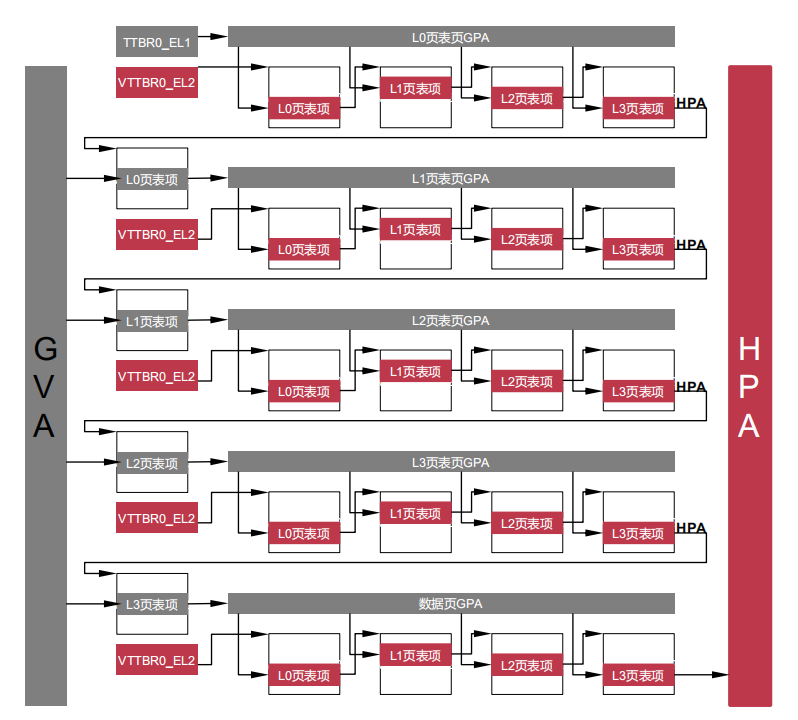 TTBR0_EL1
L0页表页GPA
VTTBR0_EL2
L0页表项
L1页表项
L2页表项
L3页表项
HPA
L0页表项
L1页表页GPA
VTTBR0_EL2
L0页表项
L1页表项
L2页表项
L3页表项
HPA
L1页表项
L2页表页GPA
VTTBR0_EL2
L0页表项
L1页表项
L2页表项
L3页表项
HPA
L2页表项
L3页表页GPA
VTTBR0_EL2
L0页表项
L1页表项
L2页表项
L3页表项
HPA
L3页表项
数据页GPA
VTTBR0_EL2
L0页表项
L1页表项
L2页表项
L3页表项
G
V
A
H
P
A